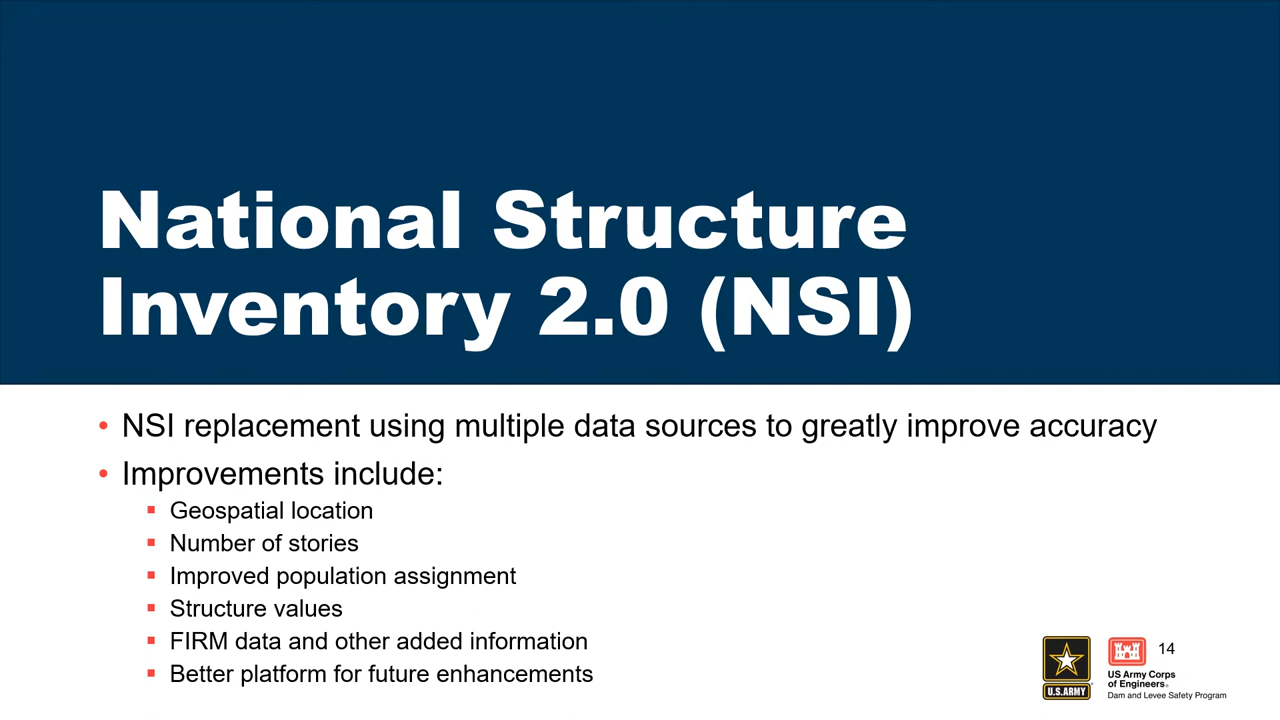 National Structure
Inventory 2.0 (NSI)
• NSI replacement using multiple data sources to greatly improve accuracy
• Improvements include:
▪ Geospatial location
▪ Number of stories
▪ Improved population assignment
▪ Structure values
▪ FIRM data and other added information
▪ Better platform for future enhancements
14
U.S.ARMY
US Army Corps
of Engineers®
Dam and Levee Safety Program